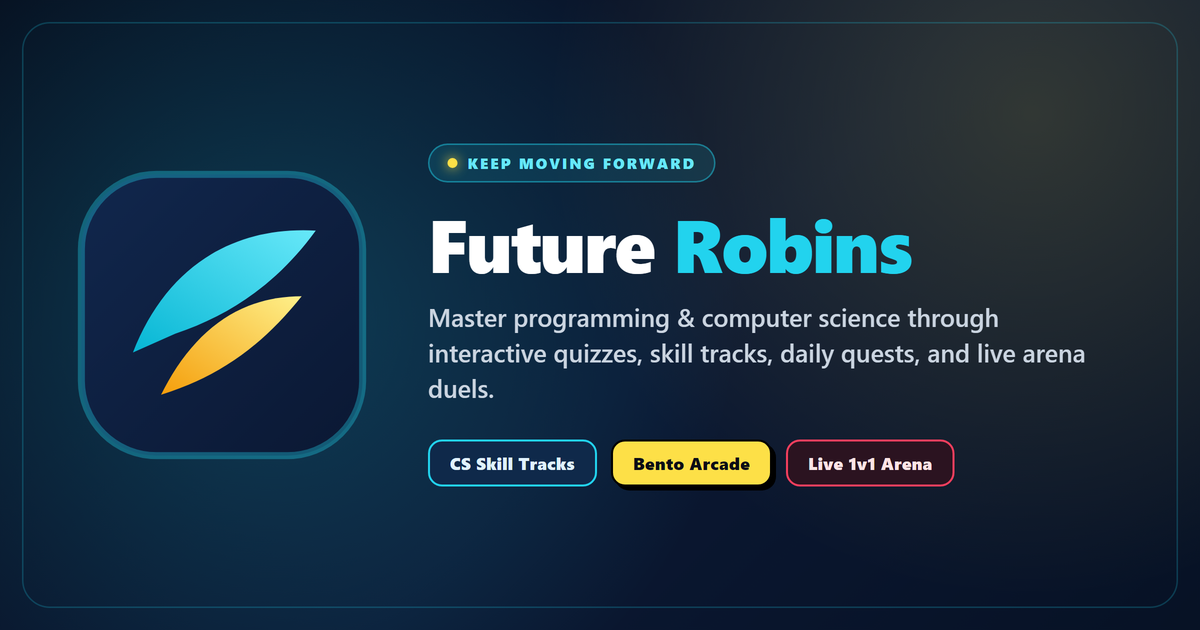 KEEP MOVING FORWARD
Future Robins
Master programming & computer science through
interactive quizzes, skill tracks, daily quests, and live arena
duels.
CS Skill Tracks
Bento Arcade
Live 1v1 Arena